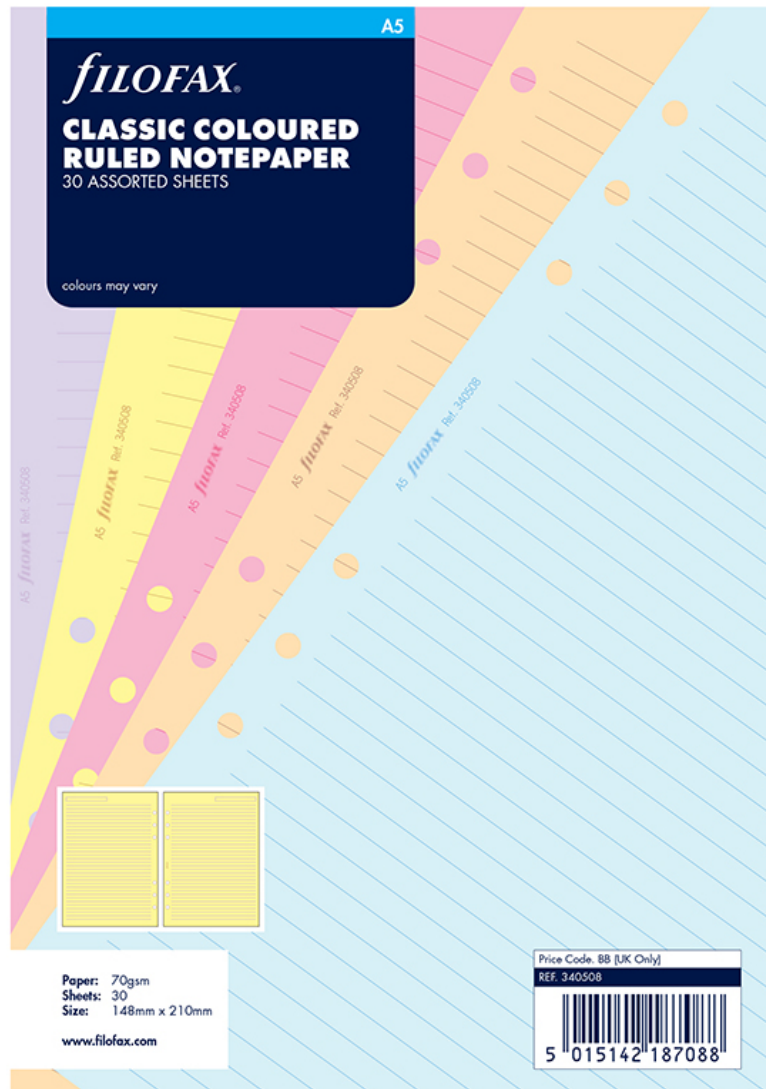 A5
fILOFAX®
CLASSIC COLOURED
RULED NOTEPAPER
30 ASSORTED SHEETS
colours may vary
A5 fILOFAX Ref. 340508
A5 fILOFAX Ref. 340508
A5 fILOFAX Ref. 340508
A5 fILOFAX Ref. 340508
A5 fILOFAX Ref. 340508
Paper: 70gsm
Sheets: 30
Size: 148mm x 210mm
www.filofax.com
Price Code. BB (UK Only)
REF. 340508
5 015142 187088